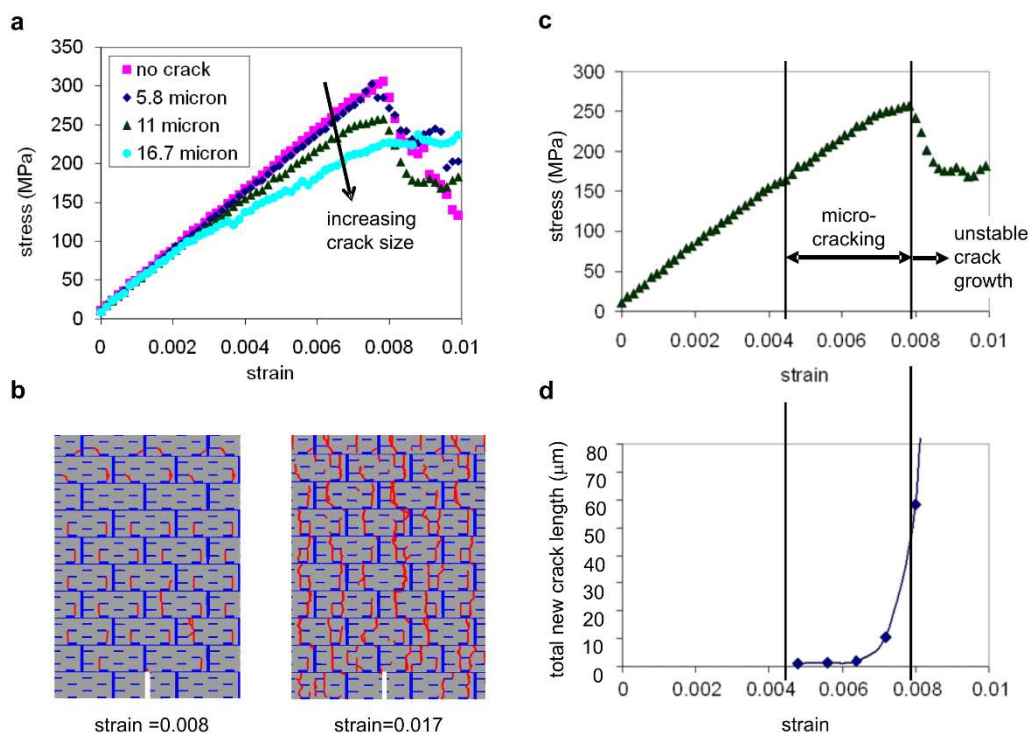 a
350
300
250
200
150
100
50
0
stress (MPa)
no crack
5.8 micron
11 micron
16.7 micron
increasing
crack size
0 0.002 0.004 0.006 0.008 0.01
strain
b
strain =0.008
strain=0.017
c
300
250
200
150
100
50
0
stress (MPa)
micro-
cracking
unstable
crack
growth
0 0.002 0.004 0.006 0.008 0.01
strain
d
80
70
60
50
40
30
20
10
0
total new crack length (μm)
0 0.002 0.004 0.006 0.008 0.01
strain